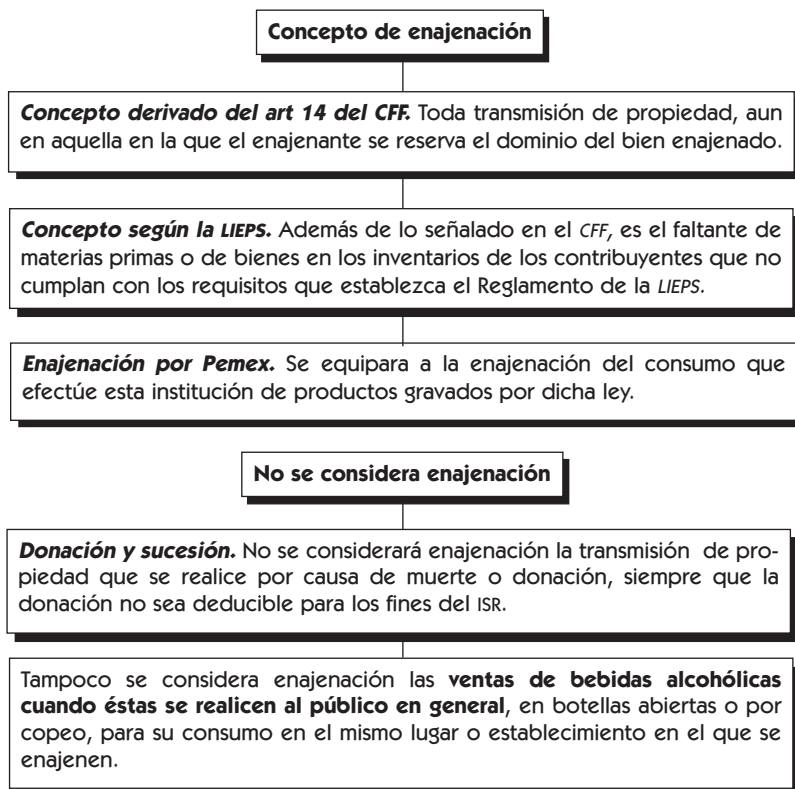 Concepto de enajenación
Concepto derivado del art 14 del CFF. Toda transmisión de propiedad, aun
en aquella en la que el enajenante se reserva el dominio del bien enajenado.
Concepto según la LIEPS. Además de lo señalado en el CFF, es el faltante de
materias primas o de bienes en los inventarios de los contribuyentes que no
cumplan con los requisitos que establezca el Reglamento de la LIEPS.
Enajenación por Pemex. Se equipara a la enajenación del consumo que
efectúe esta institución de productos gravados por dicha ley.
No se considera enajenación
Donación y sucesión. No se considerará enajenación la transmisión de pro-
piedad que se realice por causa de muerte o donación, siempre que la
donación no sea deducible para los fines del ISR.
Tampoco se considera enajenación las ventas de bebidas alcohólicas
cuando éstas se realicen al público en general, en botellas abiertas o por
copeo, para su consumo en el mismo lugar o establecimiento en el que se
enajenen.